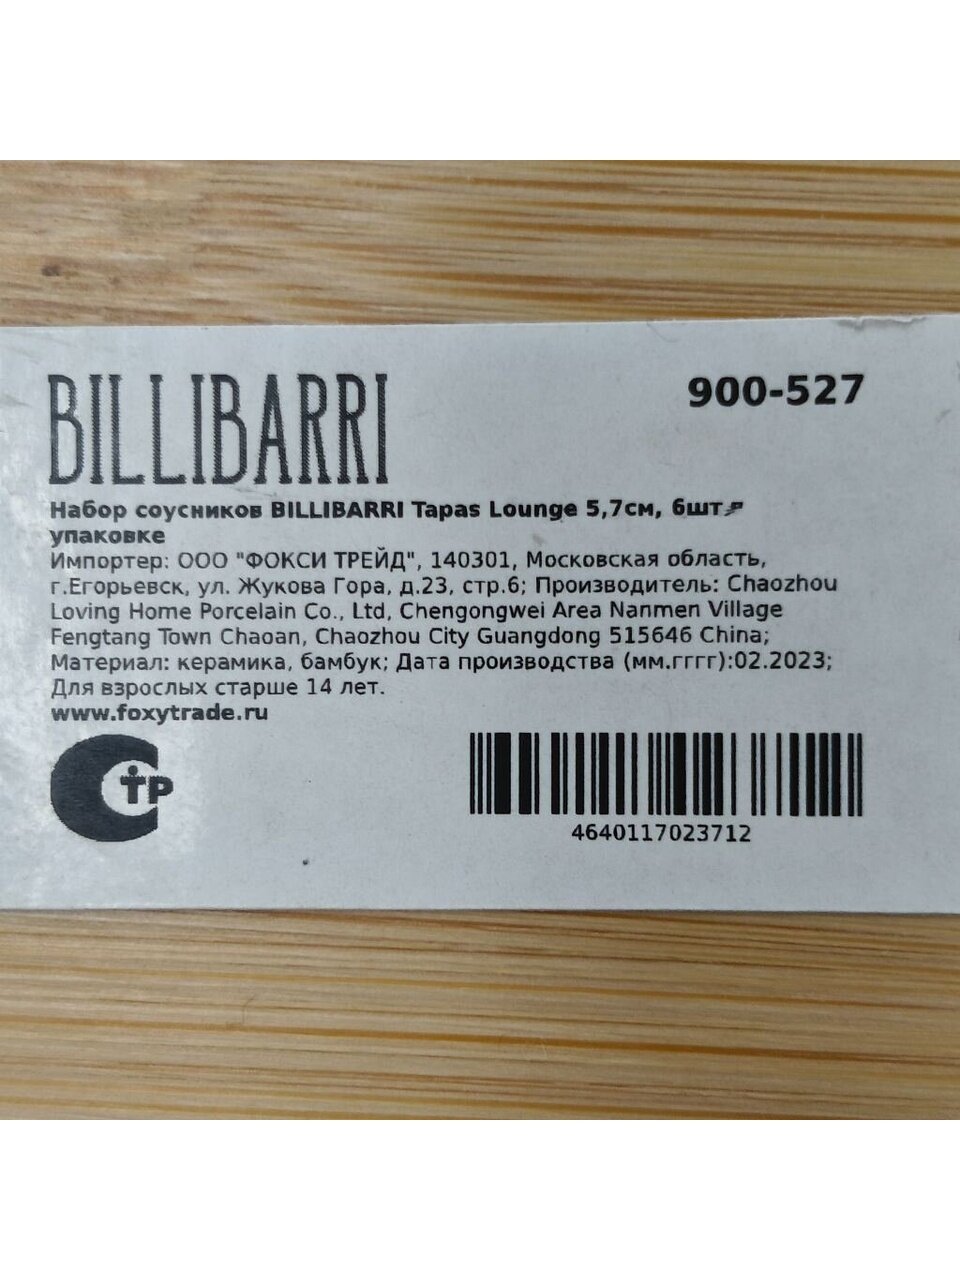 BILLIBARRI
900-527
Набор соусников BILLIBARRI Tapas Lounge 5,7см, 6шт
упаковке
Импортер: ООО "ФОКСИ ТРЕЙД", 140301, Московская область,
г.Егорьевск, ул. Жукова Гора, д.23, стр.6; Производитель: Chaozhou
Loving Home Porcelain Co., Ltd, Chengongwei Area Nanmen Village
Fengtang Town Chaoan, Chaozhou City Guangdong 515646 China;
Материал: керамика, бамбук; Дата производства (мм.гггг):02.2023;
Для взрослых старше 14 лет.
www.foxytrade.ru
СТР
4640117023712